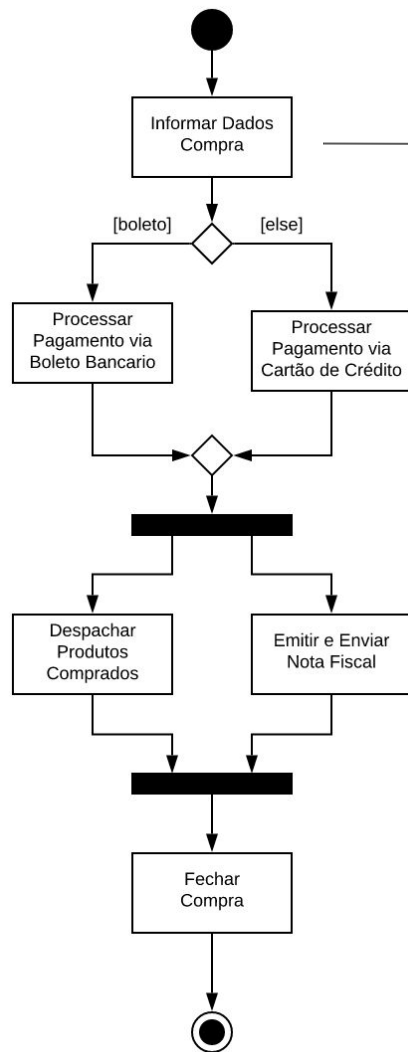 Informar Dados
Compra
[boleto]
[else]
Processar
Pagamento via
Boleto Bancario
Processar
Pagamento via
Cartão de Crédito
Despachar
Produtos
Comprados
Emitir e Enviar
Nota Fiscal
Fechar
Compra